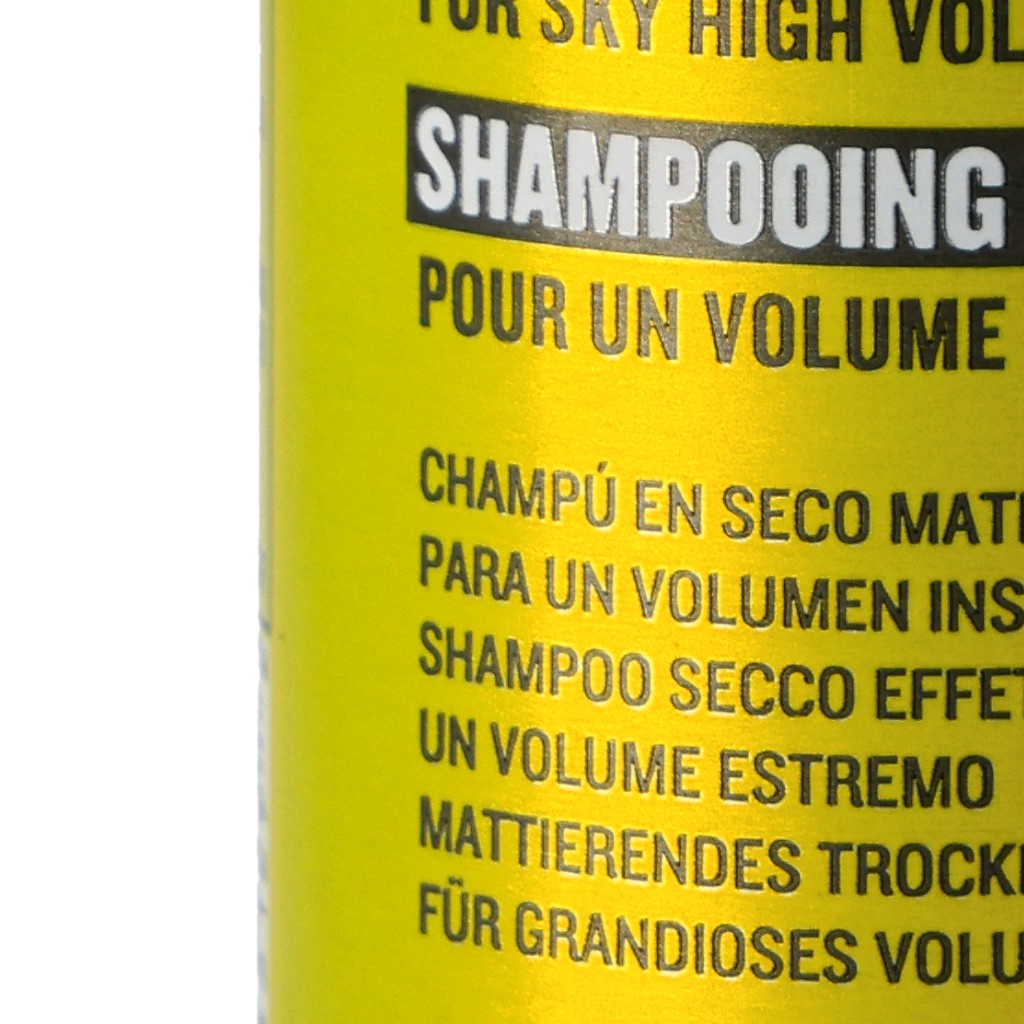 FOR SKY HIGH VOL
SHAMPOOING
POUR UN VOLUME
CHAMPÚ EN SECO MATI
PARA UN VOLUMEN INS
SHAMPOO SECCO EFFET
UN VOLUME ESTREMO
MATTIERENDES TROCK
FÜR GRANDIOSES VOLU